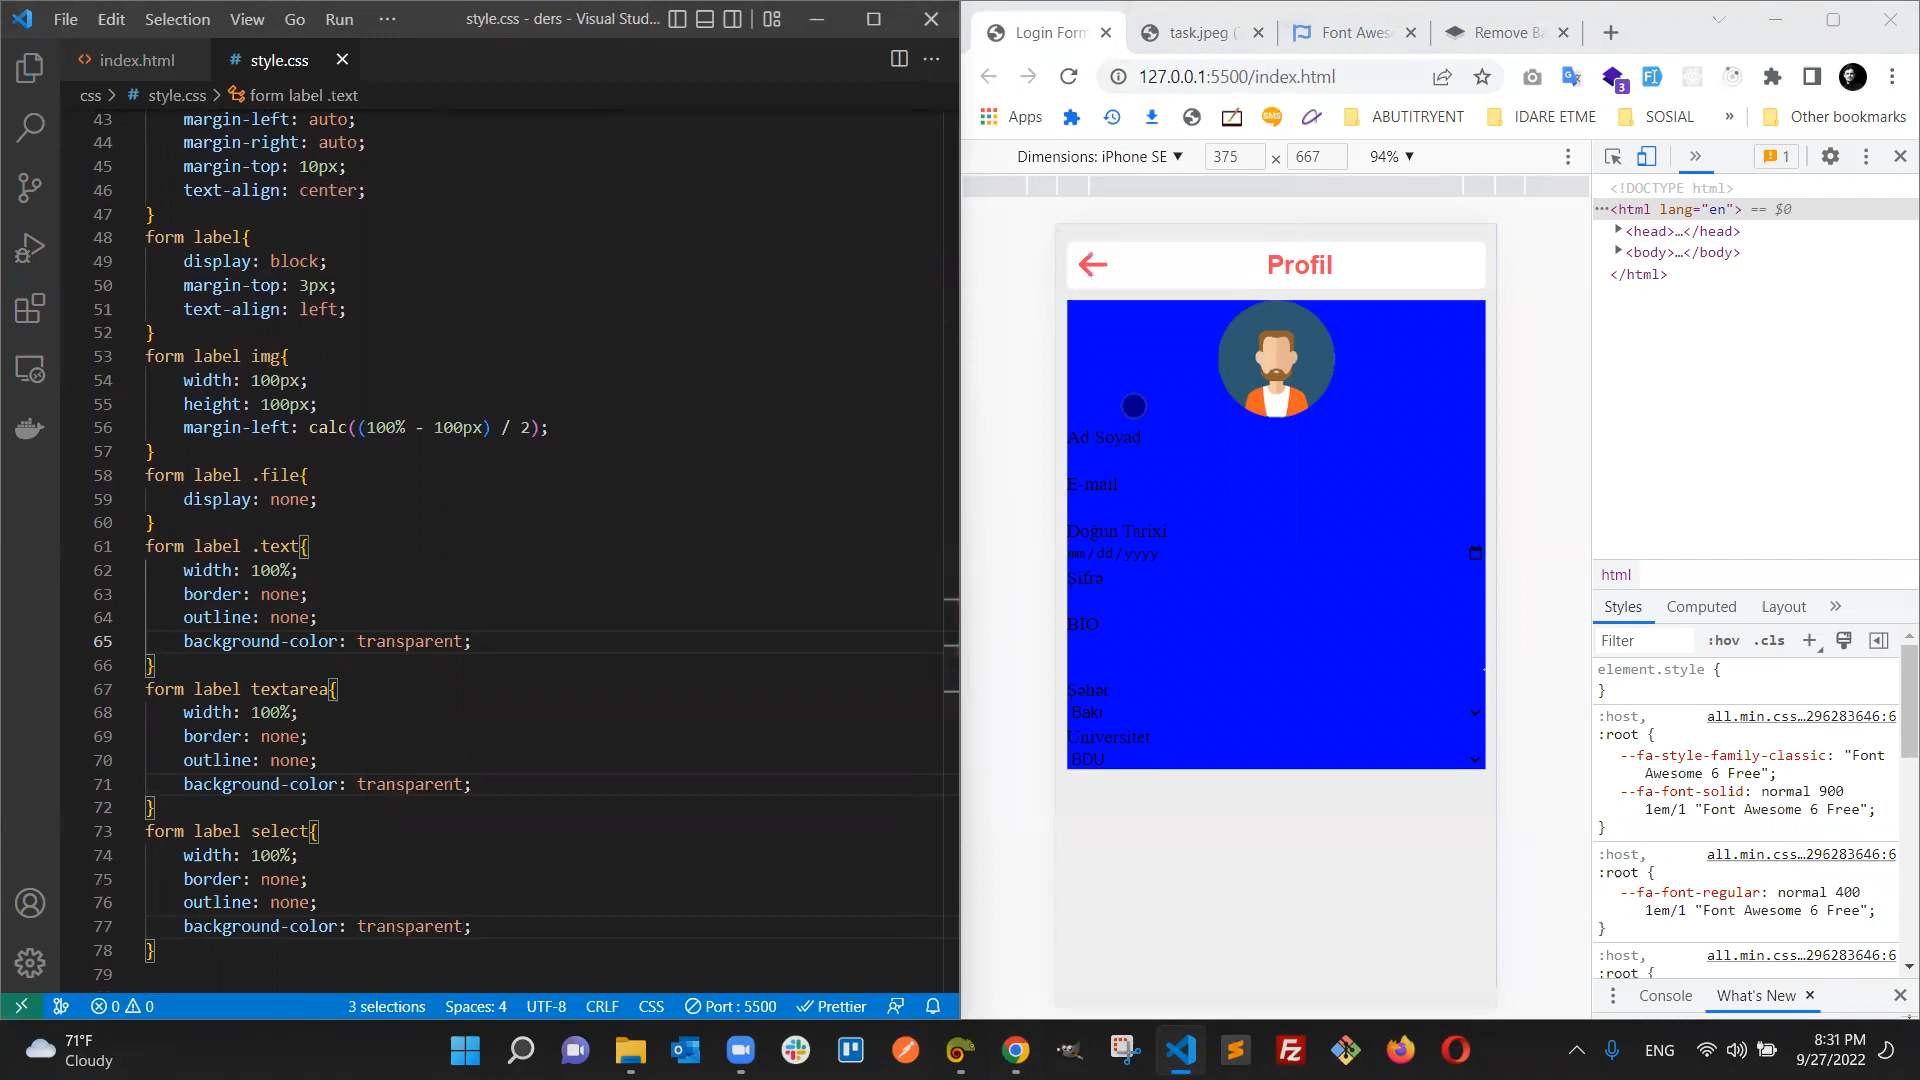 File Edit Selection View Go Run ··· style.css - ders - Visual Stud...
index.html
# style.css
css > # style.css > form label .text
43 margin-left: auto;
44 margin-right: auto;
45 margin-top: 10px;
46 text-align: center;
47 }
48 form label{
49 display: block;
50 margin-top: 3px;
51 text-align: left;
52 }
53 form label img{
54 width: 100px;
55 height: 100px;
56 margin-left: calc((100% - 100px) / 2);
57 }
58 form label .file{
59 display: none;
60 }
61 form label .text{
62 width: 100%;
63 border: none;
64 outline: none;
65 background-color: transparent;
66 }
67 form label textarea{
68 width: 100%;
69 border: none;
70 outline: none;
71 background-color: transparent;
72 }
73 form label select{
74 width: 100%;
75 border: none;
76 outline: none;
77 background-color: transparent;
78 }
79
0 0 3 selections Spaces: 4 UTF-8 CRLF CSS Port : 5500 Prettier
Login Form task.jpeg ( Font Awes Remove Ba
127.0.0.1:5500/index.html
3
Apps SMS ABUTITRYENT IDARE ETME SOSIAL » Other bookmarks
Dimensions: iPhone SE 375 × 667 94%
» 1
Profil
Ad Soyad
E-mail
Doğun Tarixi
mm/dd/yyyy
Şifrə
BIO
Şəhər
Bakı
Universitet
BDU
<!DOCTYPE html>
···<html lang="en"> == $0
<head>…</head>
<body>…</body>
</html>
html
Styles Computed Layout »
Filter :hov .cls +
element.style {
}
:host, all.min.css…296283646:6
:root {
--fa-style-family-classic: "Font
Awesome 6 Free";
--fa-font-solid: normal 900
1em/1 "Font Awesome 6 Free";
}
:host, all.min.css…296283646:6
:root {
--fa-font-regular: normal 400
1em/1 "Font Awesome 6 Free";
}
:host, all.min.css…296283646:6
:root {
Console What's New
71°F
Cloudy
ENG
8:31 PM
9/27/2022